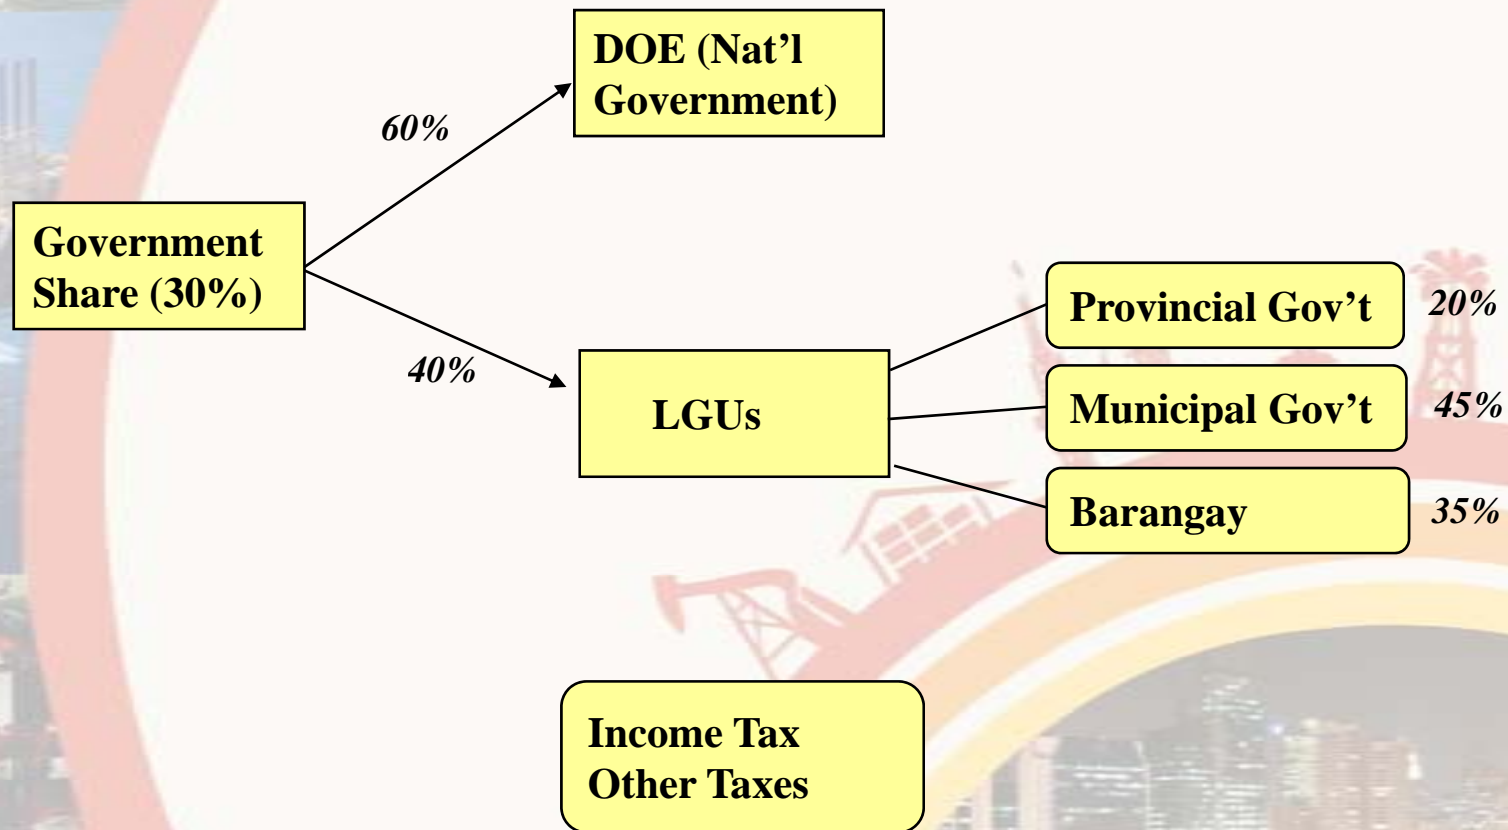 DOE (Nat’l
Government)
60%
Government
Share (30%)
40%
LGUs
Provincial Gov’t 20%
Municipal Gov’t 45%
Barangay 35%
Income Tax
Other Taxes